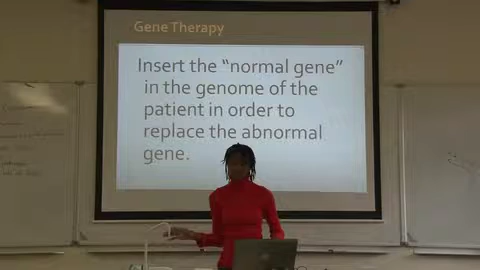 Gene Therapy
Insert the “normal gene”
in the genome of the
patient in order to
replace the abnormal
gene.